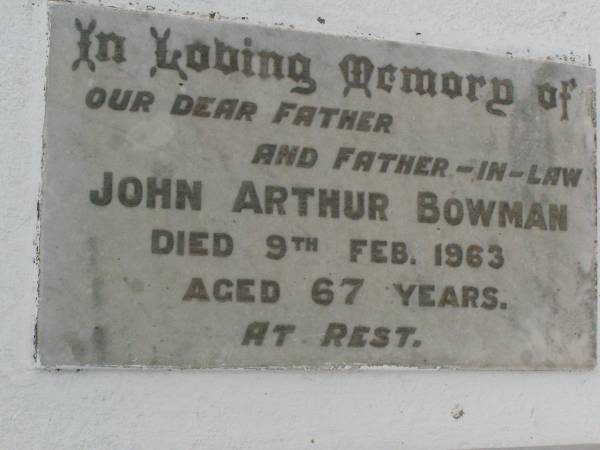 In Loving Memory of
OUR DEAR FATHER
AND FATHER-IN-LAW
JOHN ARTHUR BOWMAN
DIED 9TH FEB. 1963
AGED 67 YEARS.
AT REST.